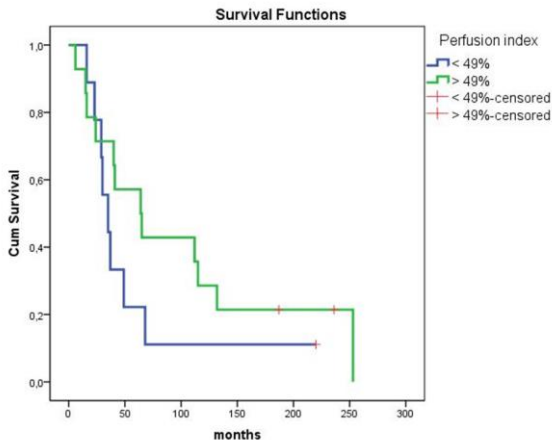 Survival Functions
Perfusion index
< 49%
> 49%
< 49%-censored
> 49%-censored
Cum Survival
1,0
0,8
0,6
0,4
0,2
0,0
0 50 100 150 200 250 300
months